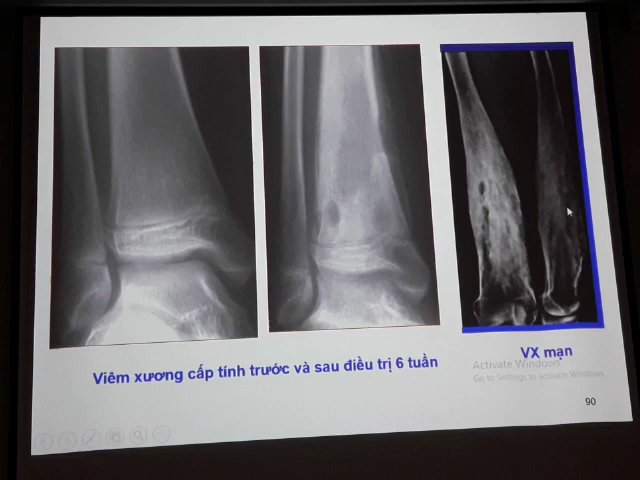 Viêm xương cấp tính trước và sau điều trị 6 tuần
VX mạn
Activate Windows
Go to Settings to activate Windows.
90